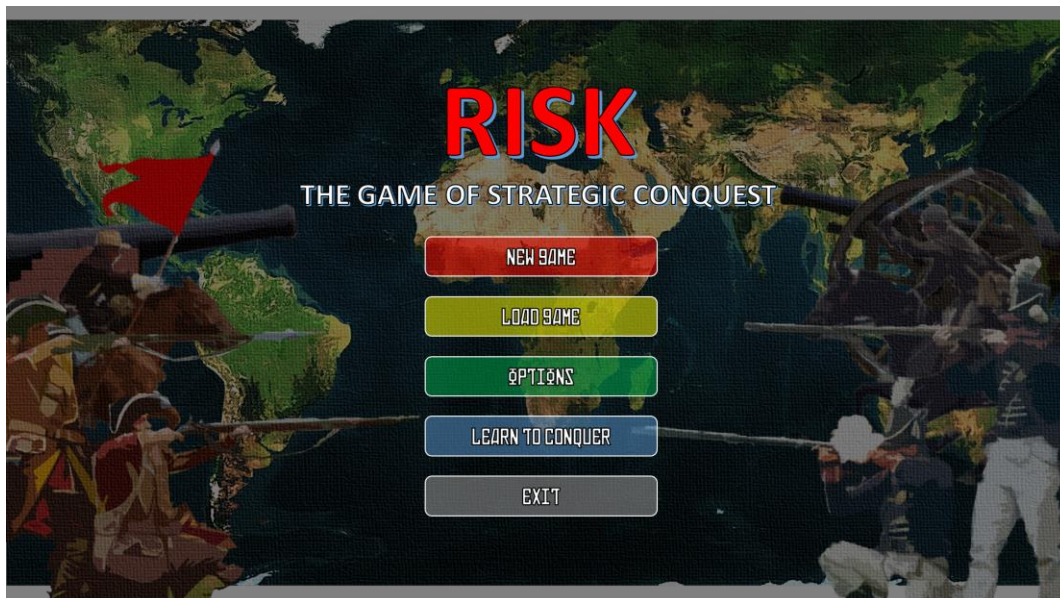 RISK
THE GAME OF STRATEGIC CONQUEST
NEW GAME
LOAD GAME
OPTIONS
LEARN TO CONQUER
EXIT